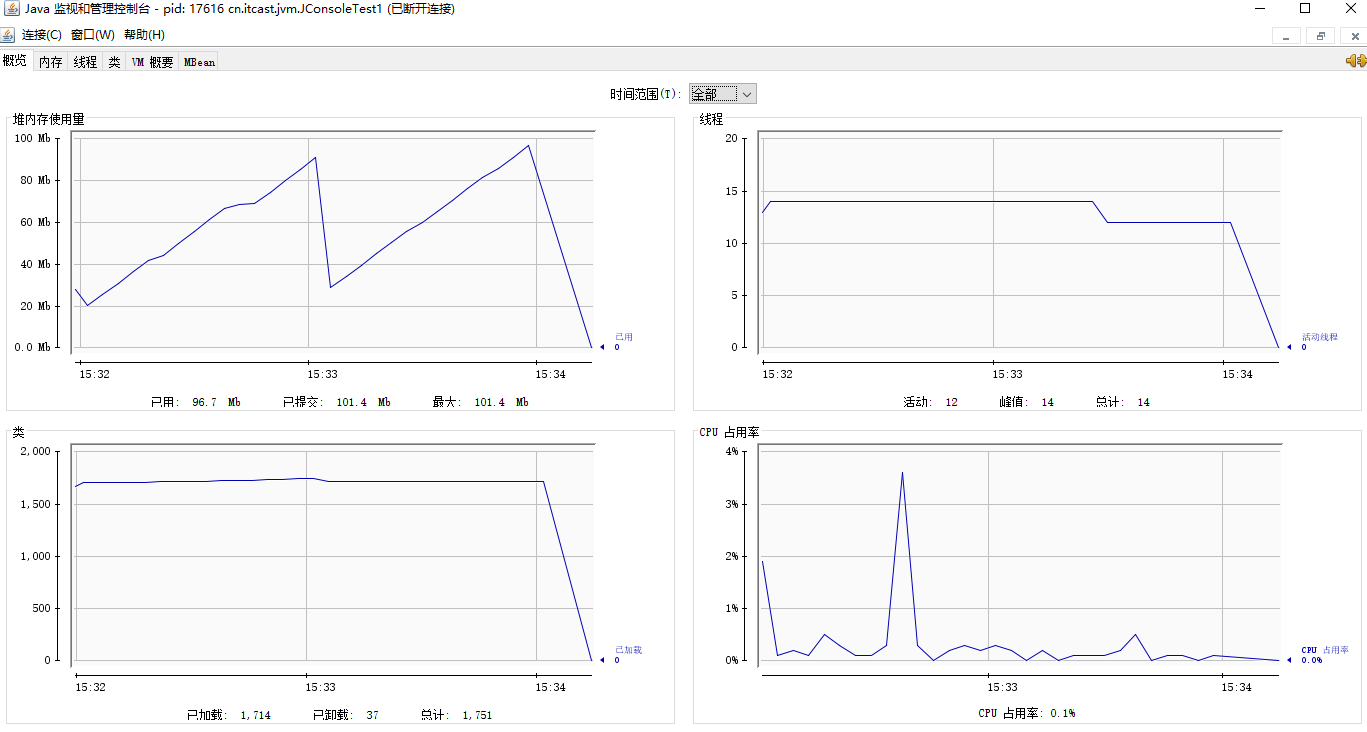 Java 监视和管理控制台 - pid: 17616 cn.itcast.jvm.JConsoleTest1 (已断开连接)
连接(C) 窗口(W) 帮助(H)
概览 内存 线程 类 VM 概要 MBean
时间范围(T): 全部
堆内存使用量
100 Mb
80 Mb
60 Mb
40 Mb
20 Mb
0.0 Mb
已用
0
15:32 15:33 15:34
已用: 96.7 Mb 已提交: 101.4 Mb 最大: 101.4 Mb
线程
20
15
10
5
0
活动线程
0
15:32 15:33 15:34
活动: 12 峰值: 14 总计: 14
类
2,000
1,500
1,000
500
0
已加载
0
15:32 15:33 15:34
已加载: 1,714 已卸载: 37 总计: 1,751
CPU 占用率
4%
3%
2%
1%
0%
CPU 占用率
0.0%
15:33 15:34
CPU 占用率: 0.1%